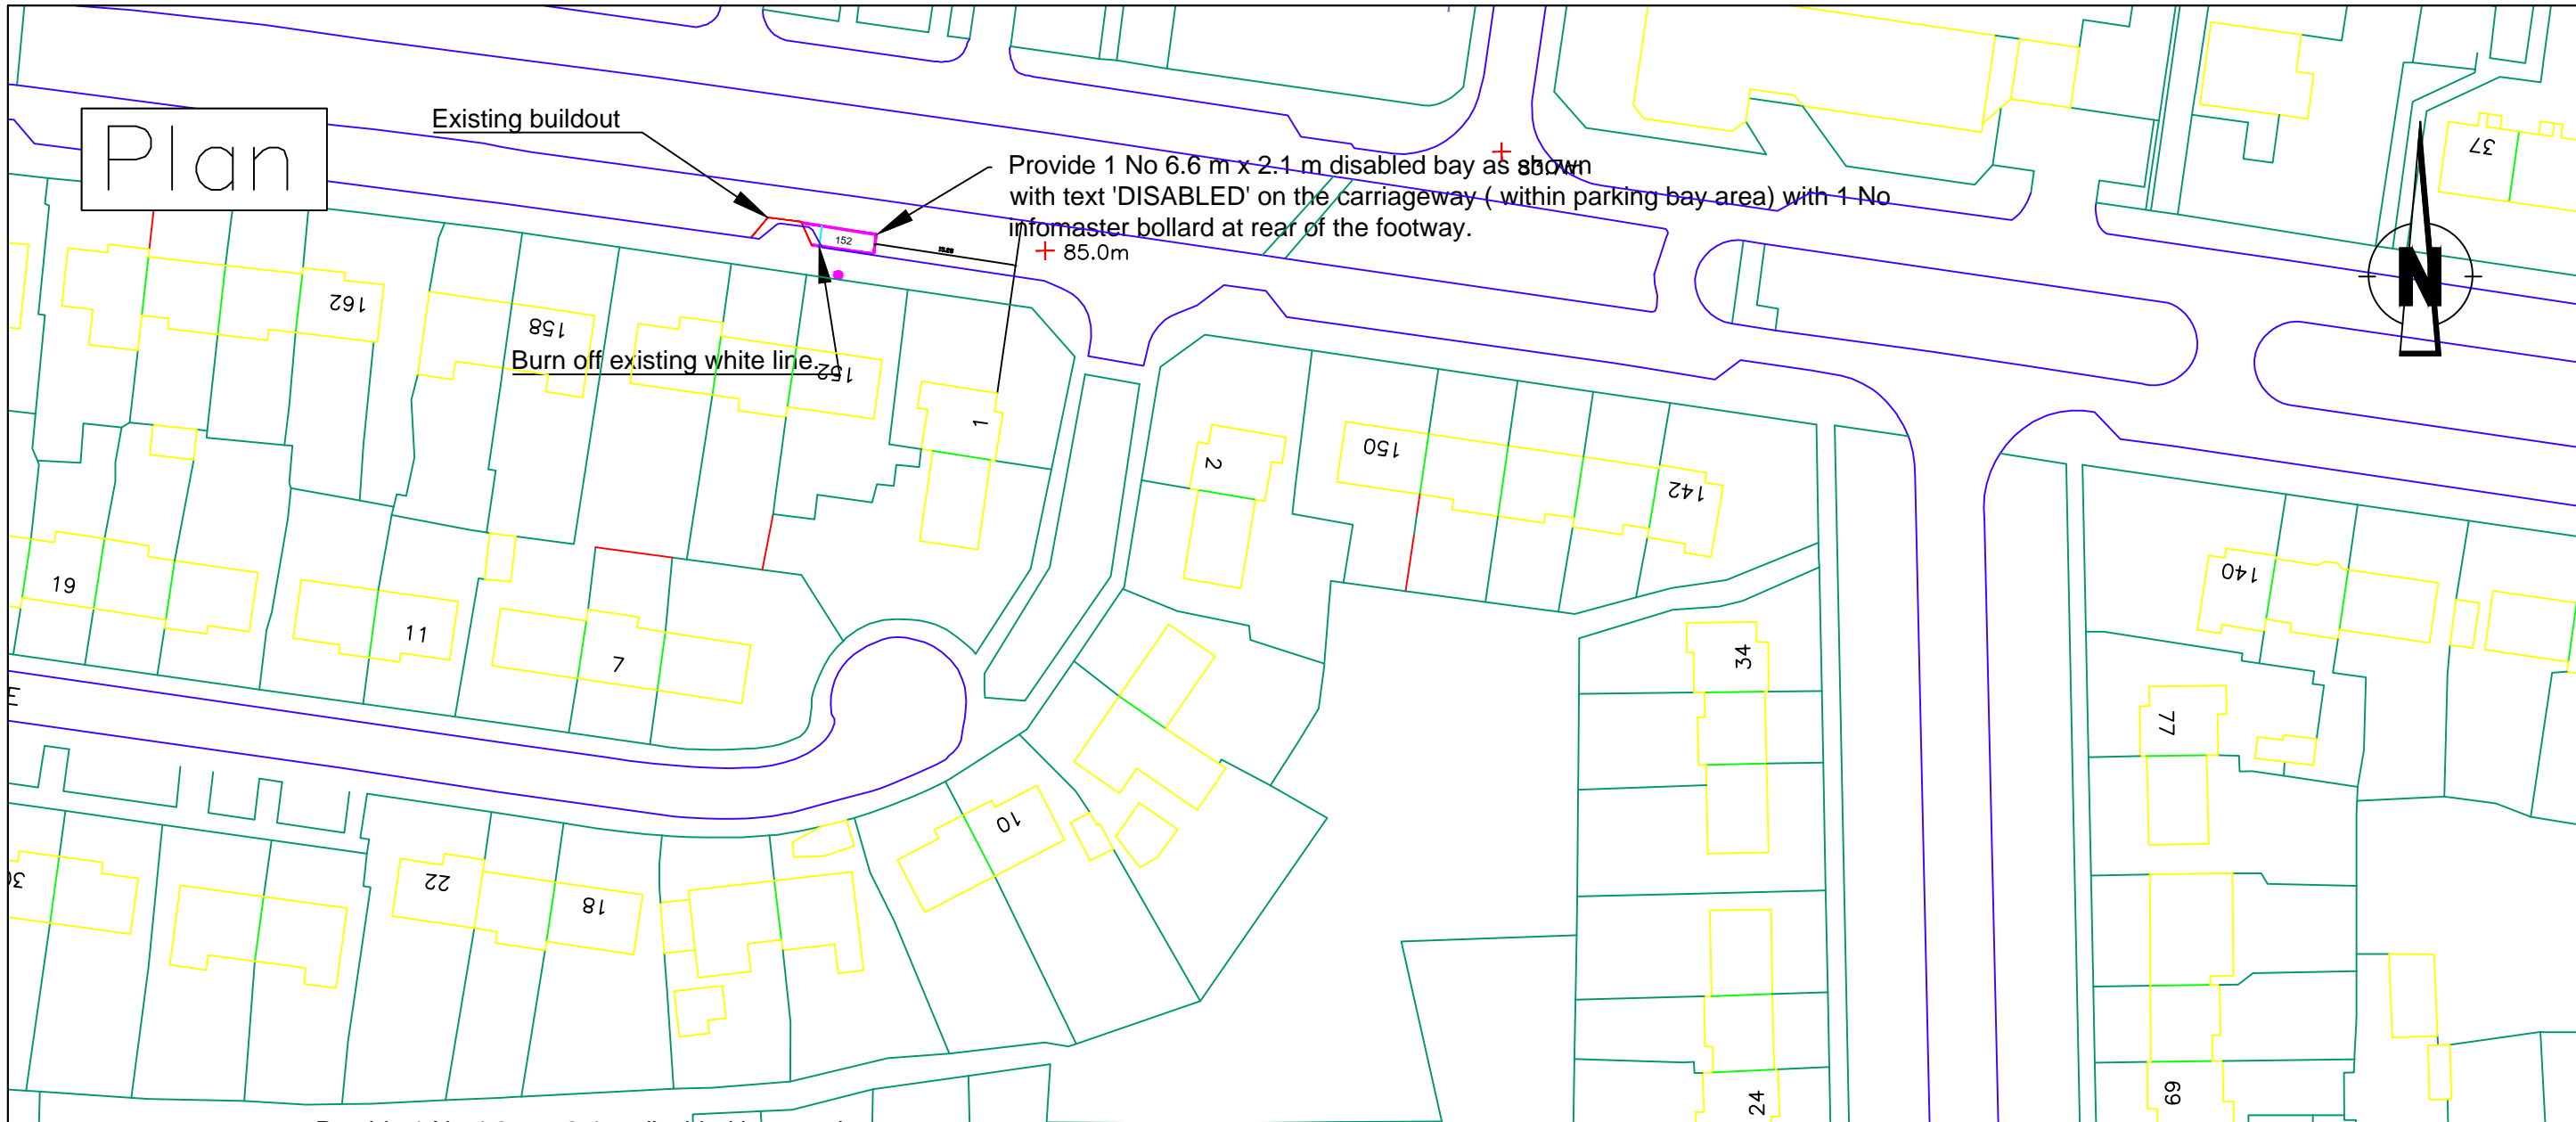 Plan
Existing buildout
Provide 1 No 6.6 m x 2.1 m disabled bay as shown
83.7m
with text 'DISABLED' on the carriageway ( within parking bay area) with 1 No
infomaster bollard at rear of the footway.
85.0m
152
Burn off existing white line.
N
37
162
158
152
1
2
150
142
140
19
11
7
34
77
E
10
22
18
30
24
69